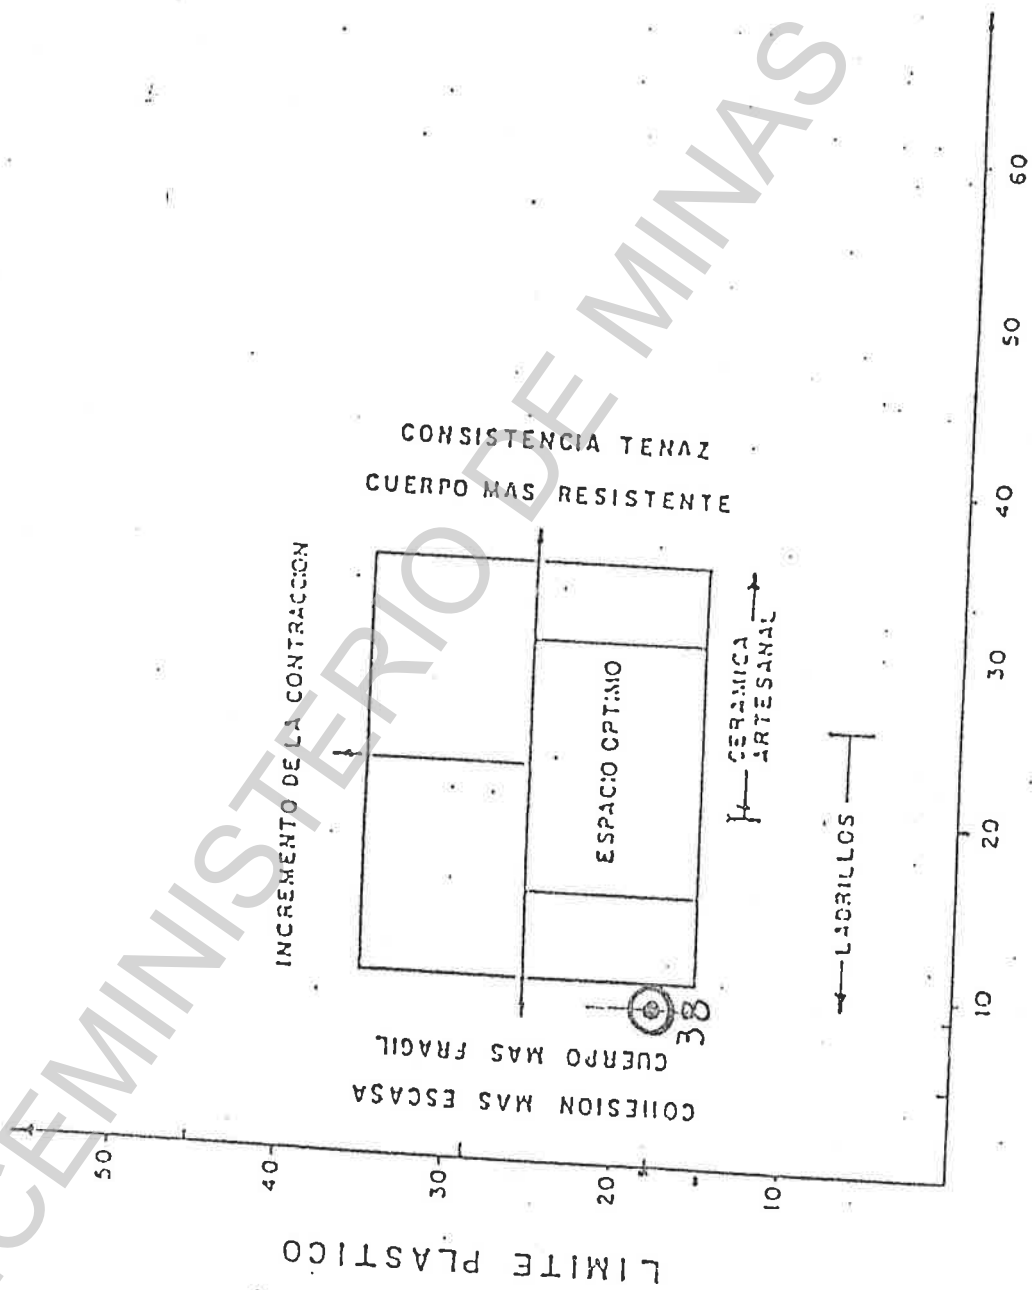 VICEMINISTERIO DE MINAS
LIMITE PLASTICO
50
40
30
20
10
INCREMENTO DE LA CONTRACCION
CONSISTENCIA TENAZ
CUERPO MAS RESISTENTE
ESPACIO OPTIMO
CUERPO MAS FRAGIL
COHESION MAS ESCASA
38
CERAMICA
ARTESANAL
LADRILLOS
10
20
30
40
50
60